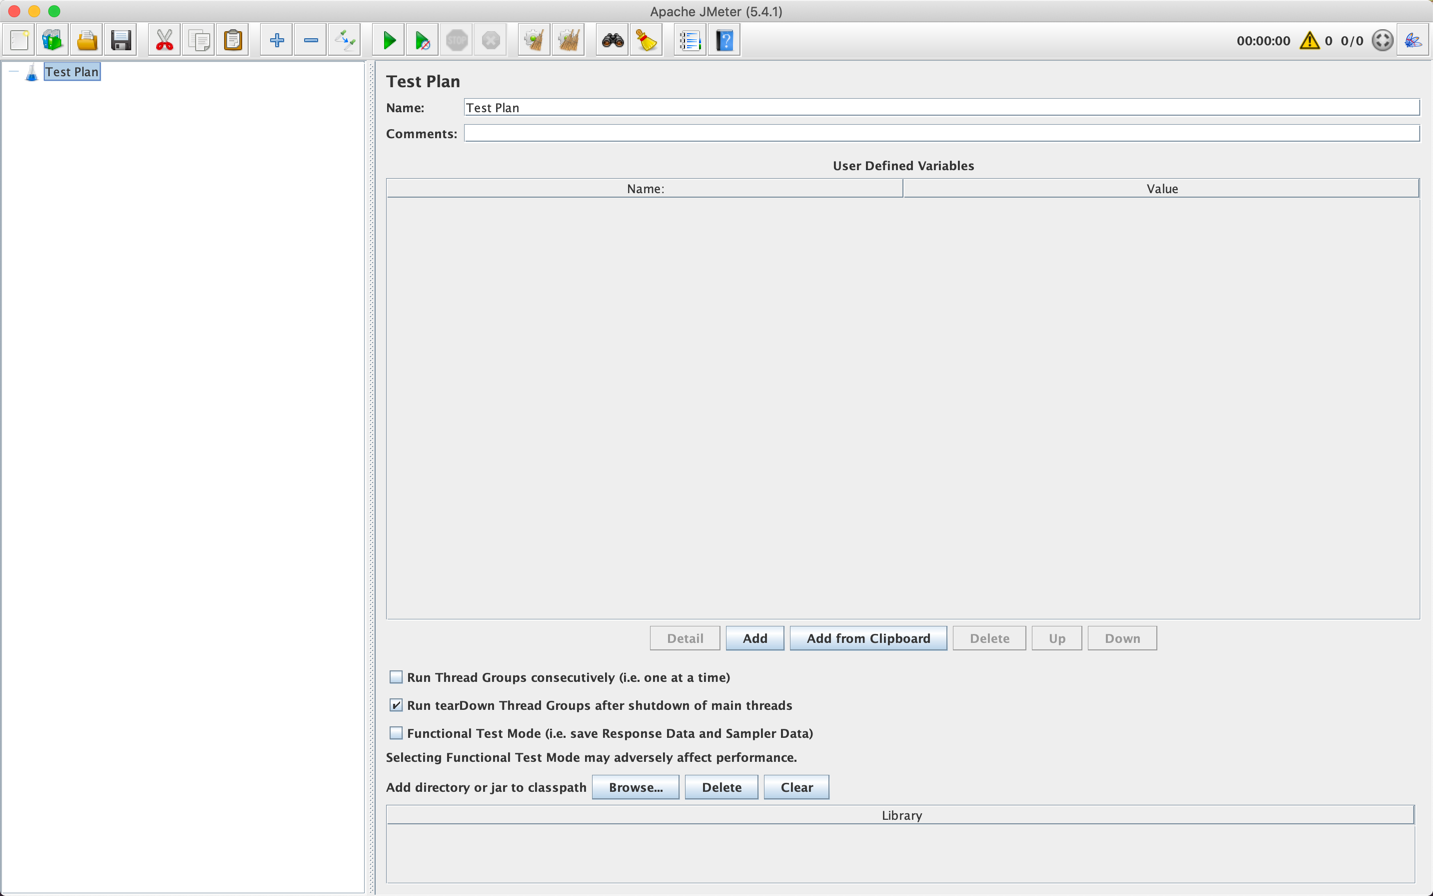 Apache JMeter (5.4.1)
00:00:00 0 0/0
Test Plan
Test Plan
Name: Test Plan
Comments:
User Defined Variables
Name: Value
Detail Add Add from Clipboard Delete Up Down
Run Thread Groups consecutively (i.e. one at a time)
Run tearDown Thread Groups after shutdown of main threads
Functional Test Mode (i.e. save Response Data and Sampler Data)
Selecting Functional Test Mode may adversely affect performance.
Add directory or jar to classpath Browse... Delete Clear
Library